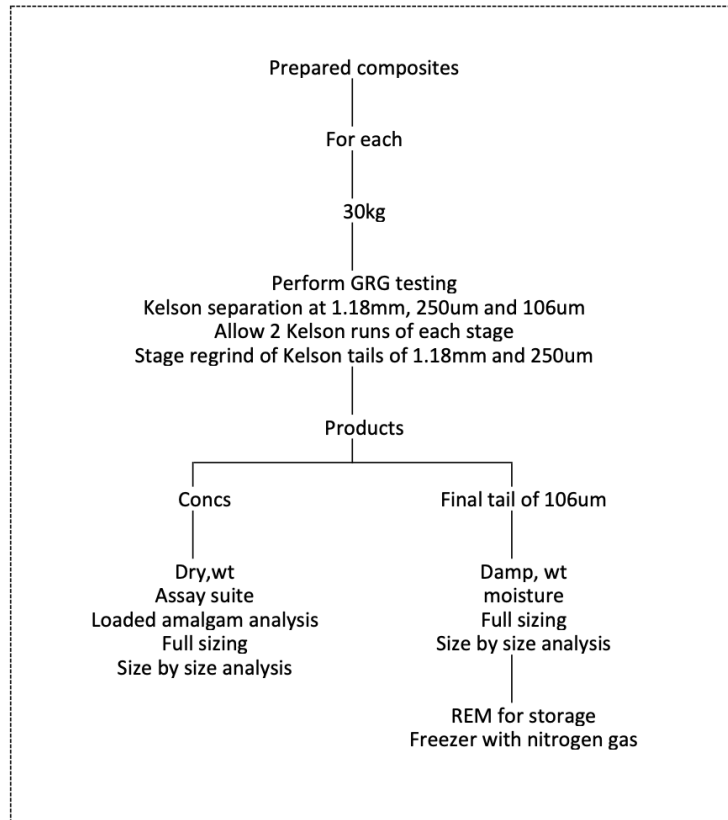 Prepared composites
For each
30kg
Perform GRG testing
Kelson separation at 1.18mm, 250um and 106um
Allow 2 Kelson runs of each stage
Stage regrind of Kelson tails of 1.18mm and 250um
Products
Concs
Dry,wt
Assay suite
Loaded amalgam analysis
Full sizing
Size by size analysis
Final tail of 106um
Damp, wt
moisture
Full sizing
Size by size analysis
REM for storage
Freezer with nitrogen gas